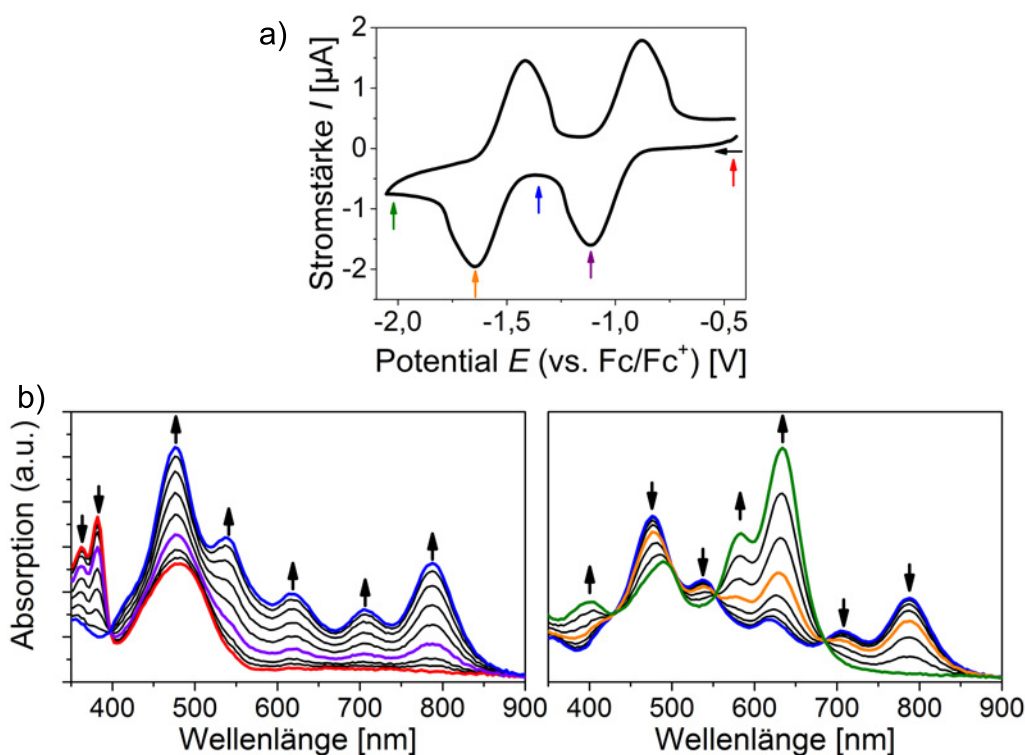 a)
2
1
0
-1
-2
Stromstärke I [µA]
-2,0 -1,5 -1,0 -0,5
Potential E (vs. Fc/Fc⁺) [V]
b)
Absorption (a.u.)
400 500 600 700 800 900
Wellenlänge [nm]
400 500 600 700 800 900
Wellenlänge [nm]